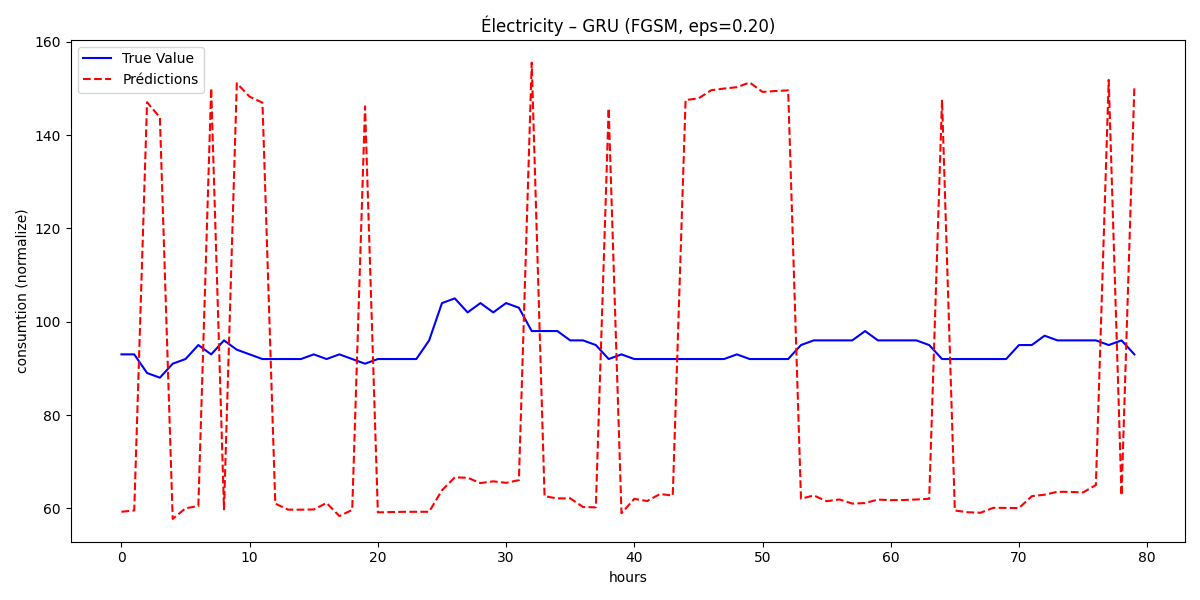 Électricity – GRU (FGSM, eps=0.20)
True Value
Prédictions
160
140
120
100
80
60
consumtion (normalize)
0 10 20 30 40 50 60 70 80
hours